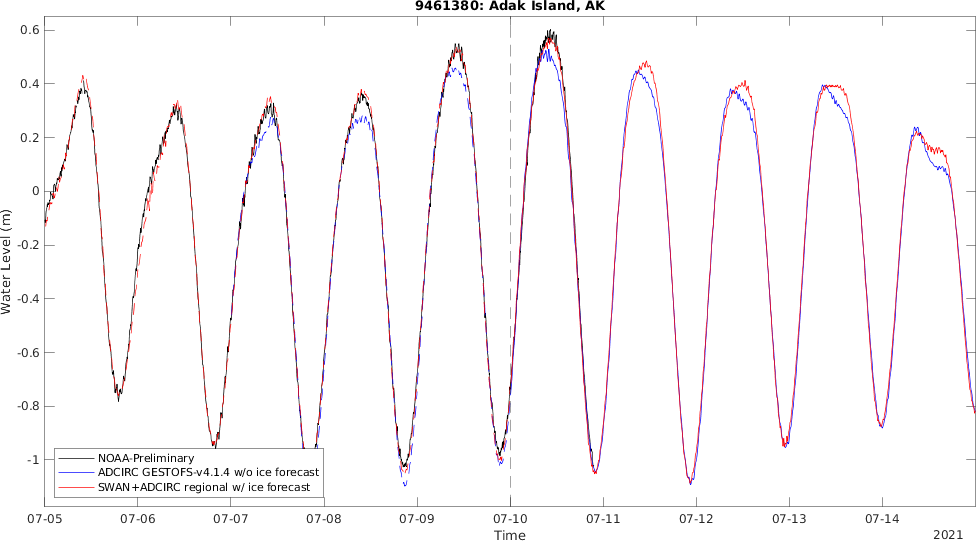 9461380: Adak Island, AK
Water Level (m)
0.6
0.4
0.2
0
-0.2
-0.4
-0.6
-0.8
-1
NOAA-Preliminary
ADCIRC GESTOFS-v4.1.4 w/o ice forecast
SWAN+ADCIRC regional w/ ice forecast
07-05 07-06 07-07 07-08 07-09 07-10 07-11 07-12 07-13 07-14
Time
2021